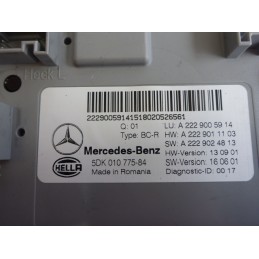 22290059141518020526561
Q: 01 LU: A 222 900 59 14
Type: BC-R HW: A 222 901 11 03
SW: A 222 902 48 13
Mercedes-Benz HW-Version: 13 09 01
HELLA 5DK 010 775-84 SW-Version: 16 06 01
Made in Romania Diagnostic-ID: 00 17